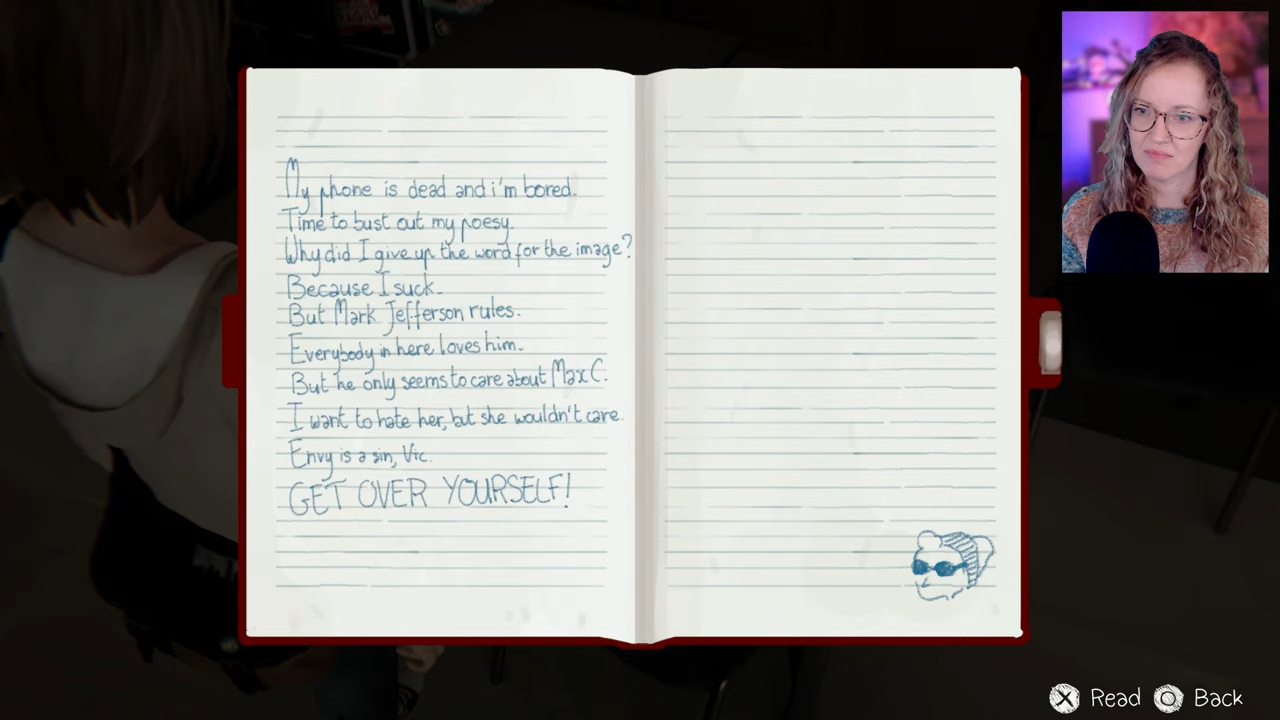 My phone is dead and i'm bored.
Time to bust out my poesy.
Why did I give up the word for the image?
Because I suck.
But Mark Jefferson rules.
Everybody in here loves him.
But he only seems to care about Max C.
I want to hate her, but she wouldn't care.
Envy is a sin, Vic.
GET OVER YOURSELF!
Read Back